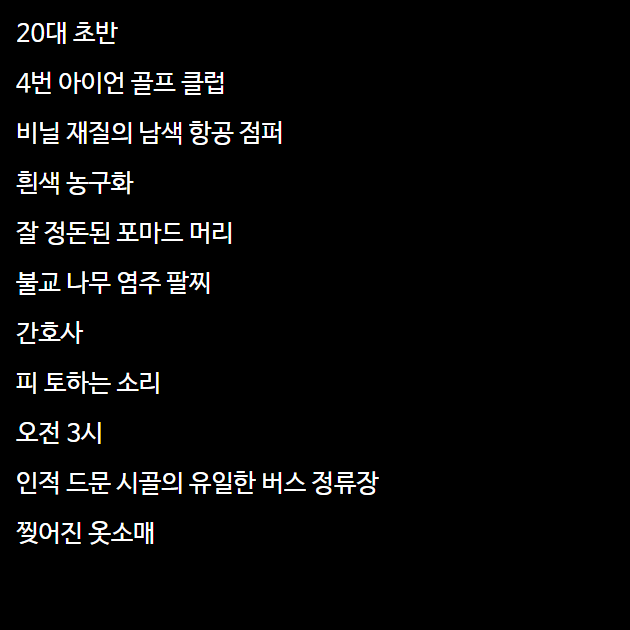 20대 초반
4번 아이언 골프 클럽
비닐 재질의 남색 항공 점퍼
흰색 농구화
잘 정돈된 포마드 머리
불교 나무 염주 팔찌
간호사
피 토하는 소리
오전 3시
인적 드문 시골의 유일한 버스 정류장
찢어진 옷소매